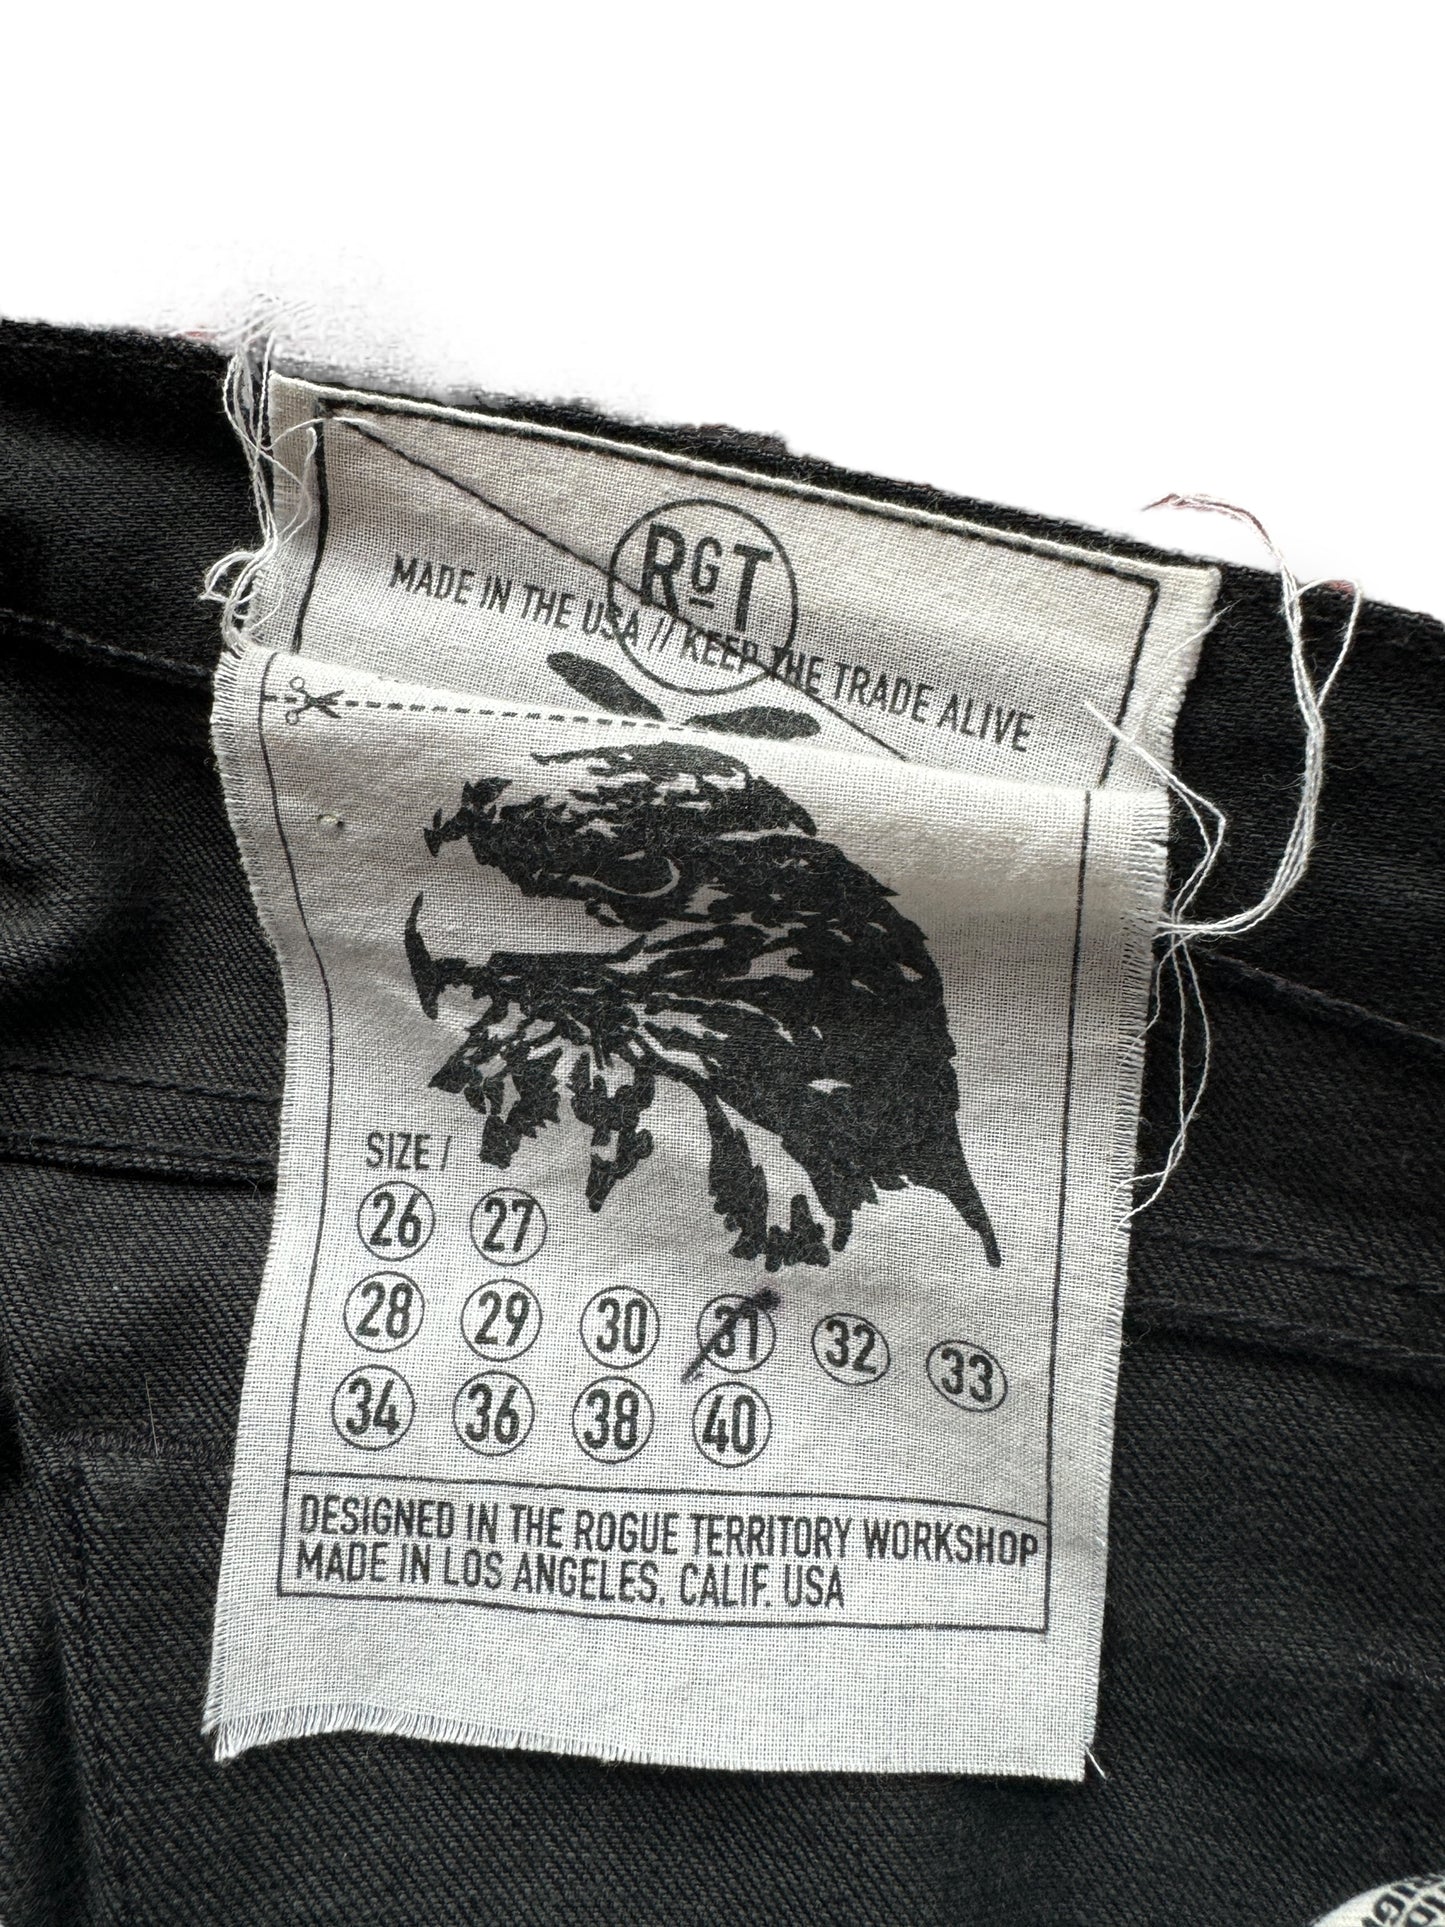 RGT
MADE IN THE USA // KEEP THE TRADE ALIVE
SIZE /
26 27
28 29 30 31 32 33
34 36 38 40
DESIGNED IN THE ROGUE TERRITORY WORKSHOP
MADE IN LOS ANGELES, CALIF. USA